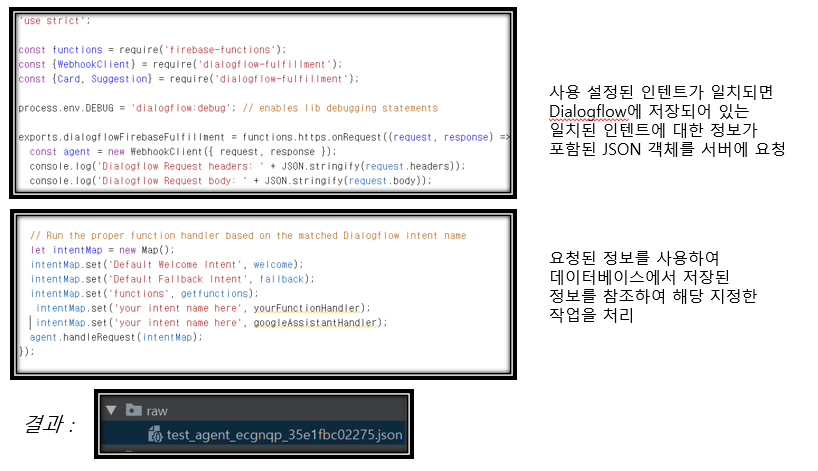 'use strict';
const functions = require('firebase-functions');
const {WebhookClient} = require('dialogflow-fulfillment');
const {Card, Suggestion} = require('dialogflow-fulfillment');
process.env.DEBUG = 'dialogflow:debug'; // enables lib debugging statements
exports.dialogflowFirebaseFulfillment = functions.https.onRequest((request, response) =>
const agent = new WebhookClient({ request, response });
console.log('Dialogflow Request headers: ' + JSON.stringify(request.headers));
console.log('Dialogflow Request body: ' + JSON.stringify(request.body));
사용 설정된 인텐트가 일치되면
Dialogflow에 저장되어 있는
일치된 인텐트에 대한 정보가
포함된 JSON 객체를 서버에 요청
// Run the proper function handler based on the matched Dialogflow intent name
let intentMap = new Map();
intentMap.set('Default Welcome Intent', welcome);
intentMap.set('Default Fallback Intent', fallback);
intentMap.set('functions', getfunctions);
intentMap.set('your intent name here', yourFunctionHandler);
intentMap.set('your intent name here', googleAssistantHandler);
agent.handleRequest(intentMap);
});
요청된 정보를 사용하여
데이터베이스에서 저장된
정보를 참조하여 해당 지정한
작업을 처리
결과 :
raw
test_agent_ecgnqp_35e1fbc02275.json